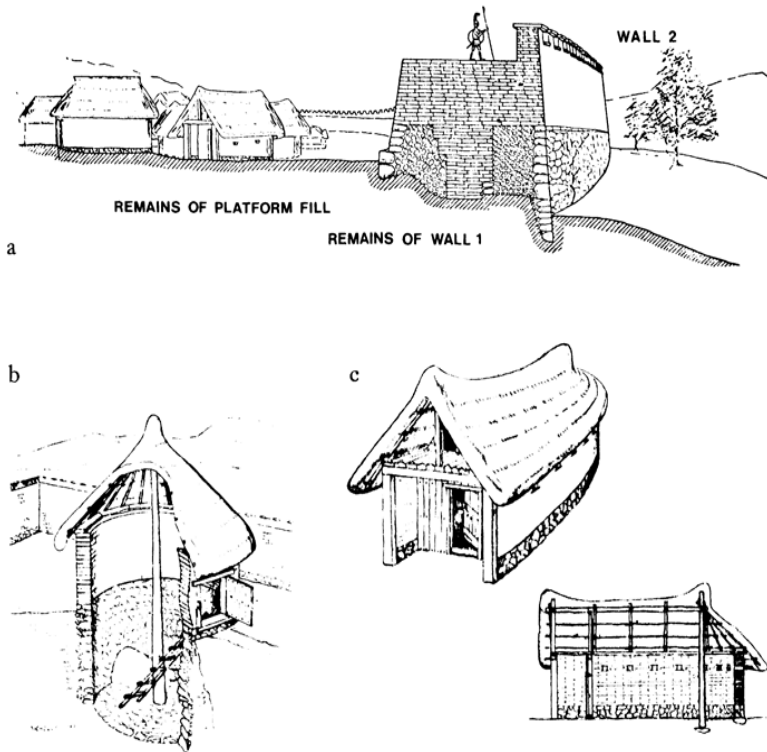 WALL 2
REMAINS OF PLATFORM FILL
REMAINS OF WALL 1
a
b
c